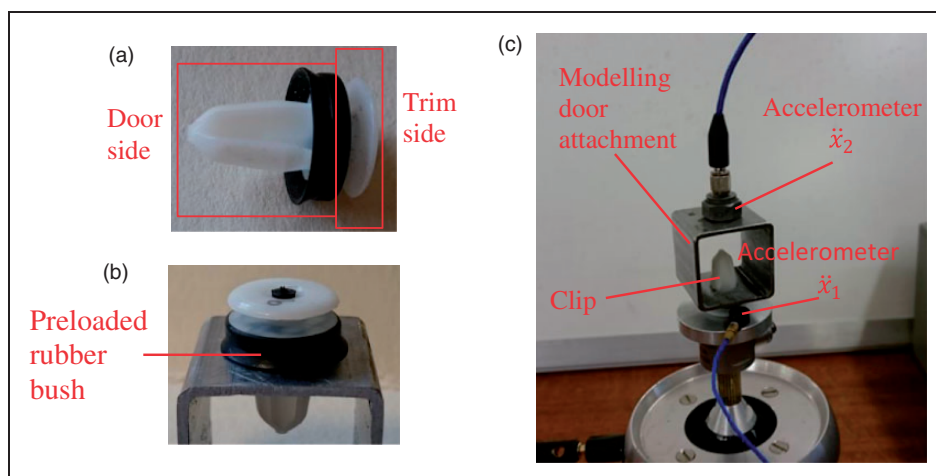 (a)
Door
side
Trim
side
(b)
Preloaded
rubber
bush
(c)
Modelling
door
attachment
Accelerometer
ẍ₂
Accelerometer
ẍ₁
Clip